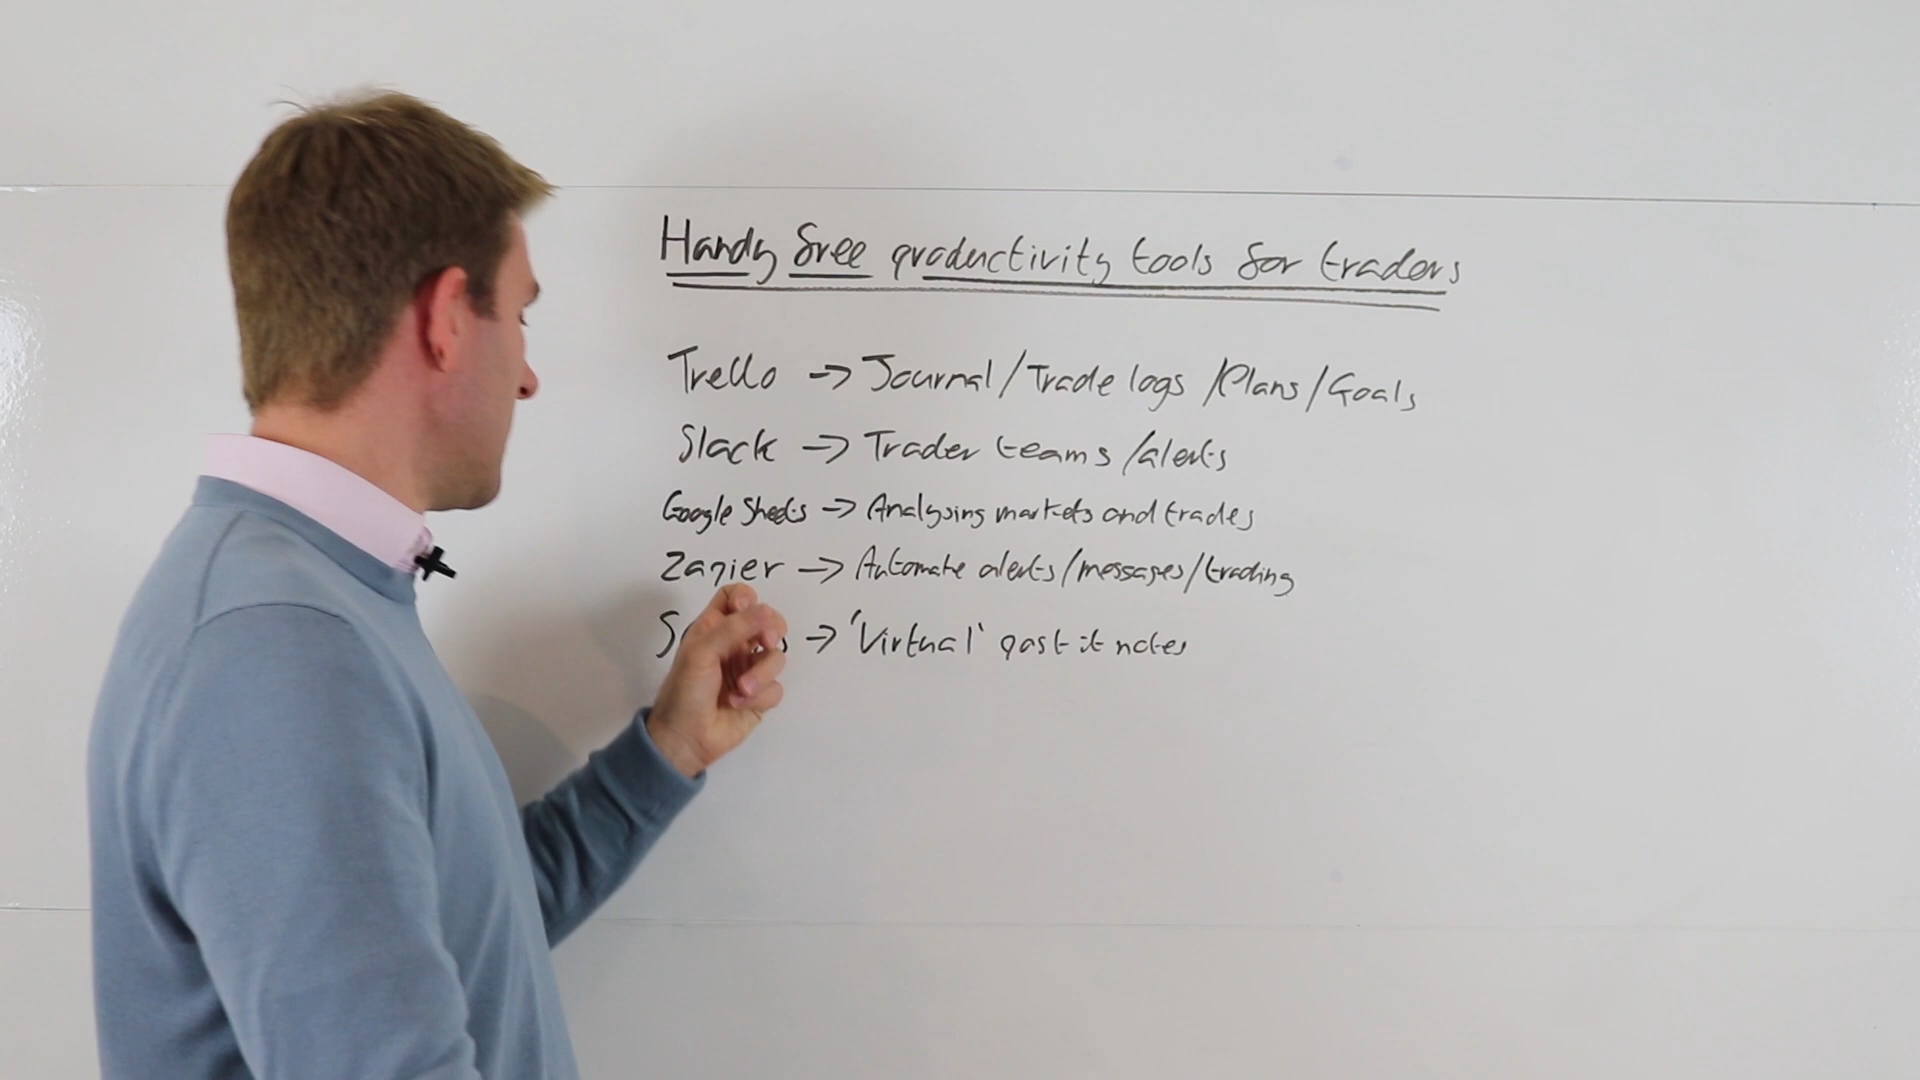 Handy free productivity tools for traders
Trello -> Journal/Trade logs/Plans/Goals
Slack -> Trader teams/alerts
Google Sheets -> Analysing markets and trades
Zapier -> Automate alerts/messages/trading
-> 'Virtual' post it notes